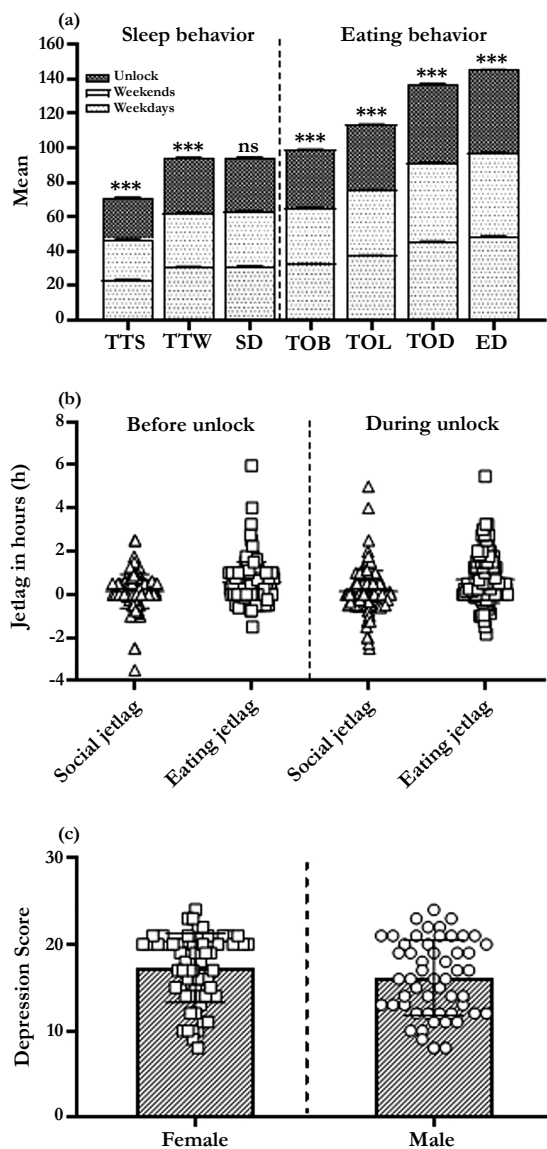 (a)
Sleep behavior
Eating behavior
160
140
120
100
80
60
40
20
0
Mean
Unlock
Weekends
Weekdays
***
***
ns
***
***
***
***
TTS
TTW
SD
TOB
TOL
TOD
ED
(b)
Before unlock
During unlock
8
6
4
2
0
-2
-4
Jetlag in hours (h)
Social jetlag
Eating jetlag
Social jetlag
Eating jetlag
(c)
30
20
10
0
Depression Score
Female
Male